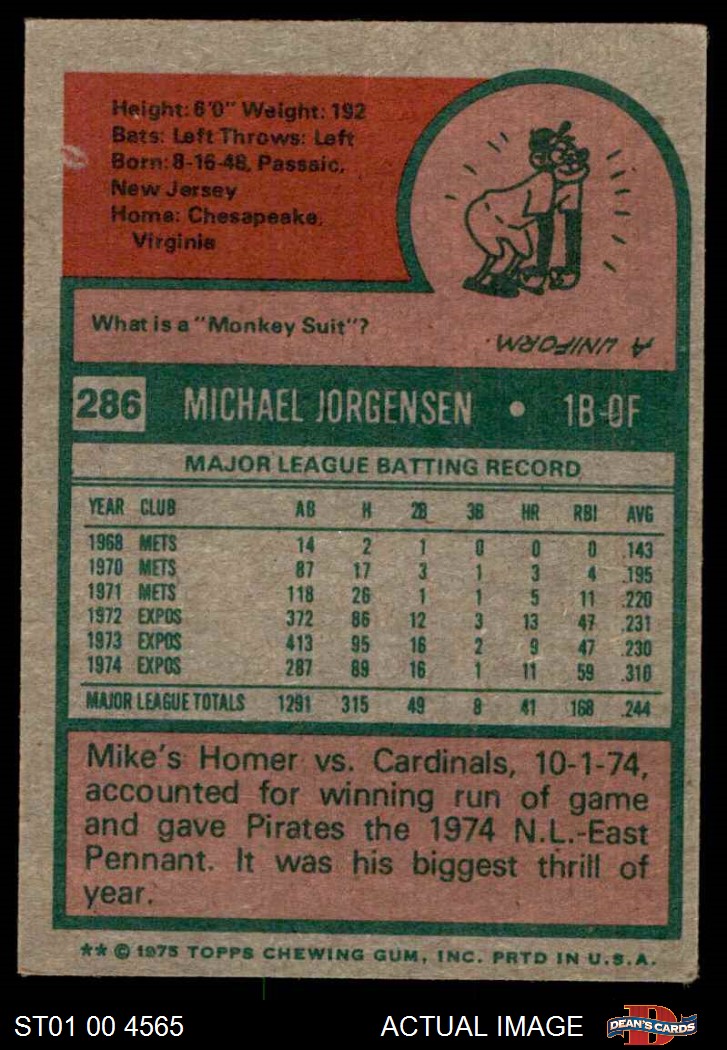 Height: 6'0" Weight: 192
Bats: Left Throws: Left
Born: 8-16-48, Passaic,
New Jersey
Home: Chesapeake,
Virginia
What is a "Monkey Suit"?
A UNIFORM.
286 MICHAEL JORGENSEN • 1B-OF
MAJOR LEAGUE BATTING RECORD
YEAR CLUB AB H 2B 3B HR RBI AVG
1968 METS 14 2 1 0 0 0 .143
1970 METS 87 17 3 1 3 4 .195
1971 METS 118 26 1 1 5 11 .220
1972 EXPOS 372 86 12 3 13 47 .231
1973 EXPOS 413 95 16 2 9 47 .230
1974 EXPOS 287 89 16 1 11 59 .310
MAJOR LEAGUE TOTALS 1291 315 49 8 41 168 .244
Mike's Homer vs. Cardinals, 10-1-74,
accounted for winning run of game
and gave Pirates the 1974 N.L.-East
Pennant. It was his biggest thrill of
year.
** © 1975 TOPPS CHEWING GUM, INC. PRTD IN U.S.A.
ST01 00 4565 ACTUAL IMAGE D DEAN'S CARDS